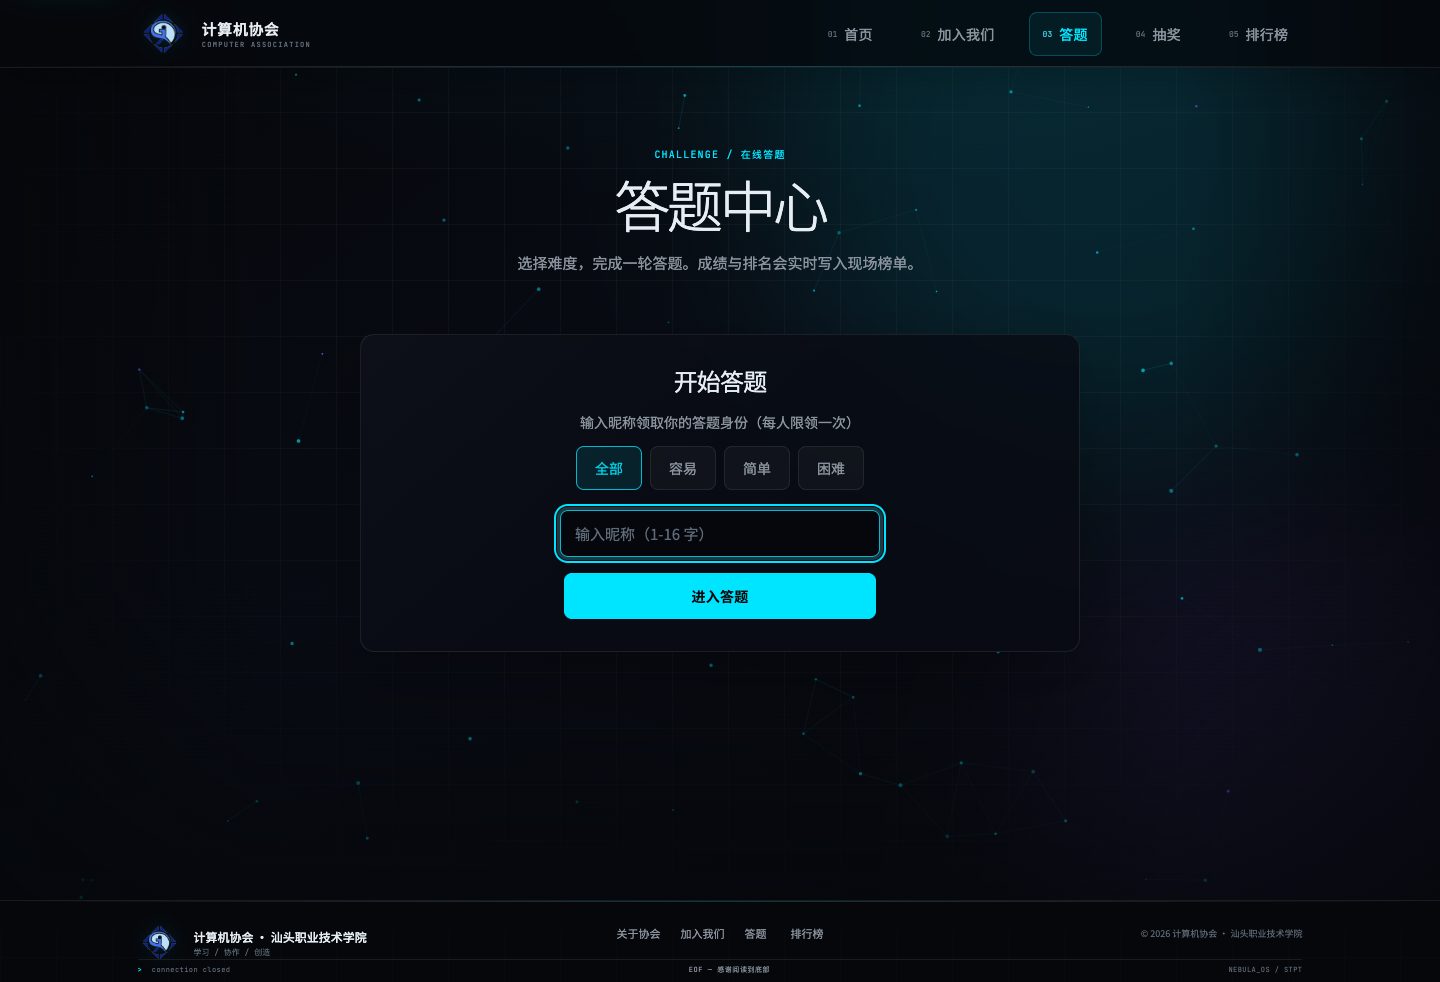 计算机协会
COMPUTER ASSOCIATION
01 首页
02 加入我们
03 答题
04 抽奖
05 排行榜
CHALLENGE / 在线答题
答题中心
选择难度，完成一轮答题。成绩与排名会实时写入现场榜单。
开始答题
输入昵称领取你的答题身份（每人限领一次）
全部 容易 简单 困难
输入昵称（1-16 字）
进入答题
计算机协会 · 汕头职业技术学院
学习 / 协作 / 创造
关于协会 加入我们 答题 排行榜
© 2026 计算机协会 · 汕头职业技术学院
> connection closed
EOF — 感谢阅读到底部
NEBULA_OS / STPT